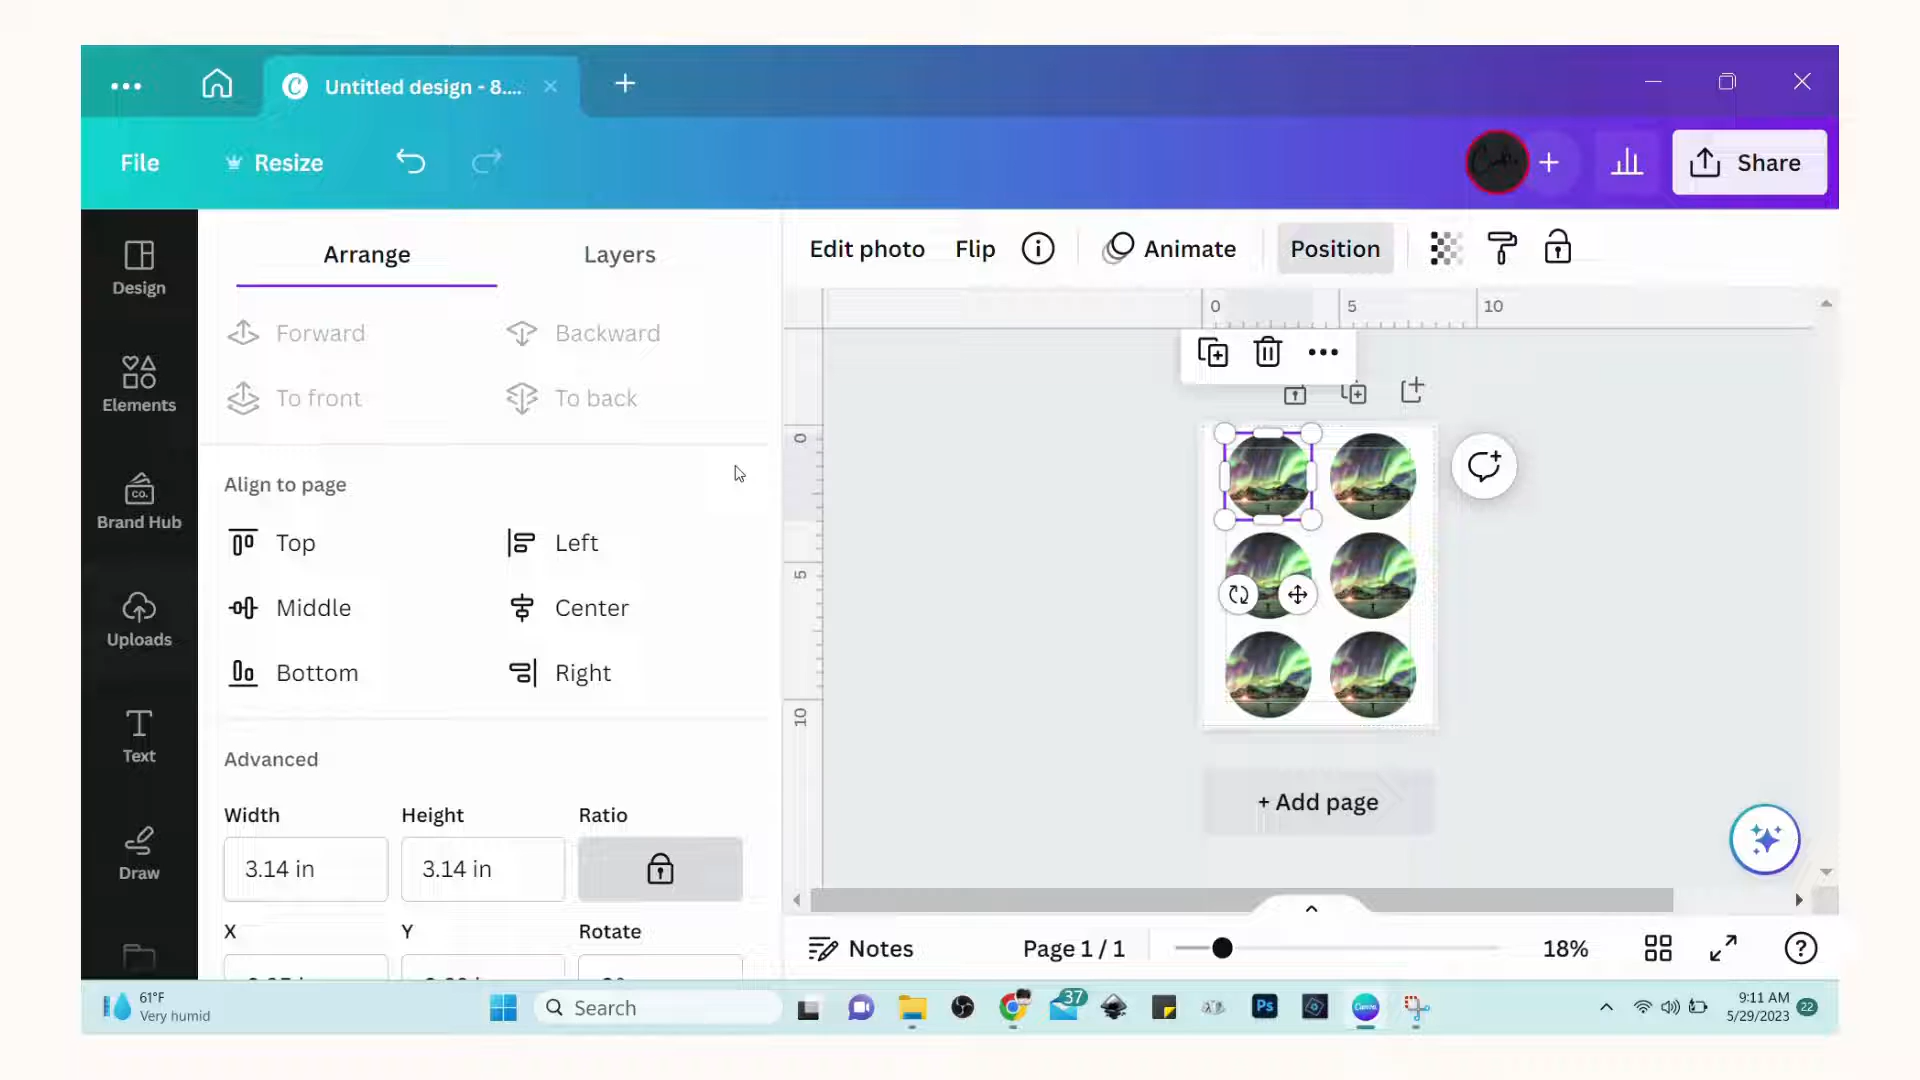 Untitled design - 8....
File
Resize
Share
Design
Elements
CO.
Brand Hub
Uploads
Text
Draw
Arrange
Layers
Forward
Backward
To front
To back
Align to page
Top
Left
Middle
Center
Bottom
Right
Advanced
Width
Height
Ratio
3.14 in
3.14 in
X
Y
Rotate
Edit photo
Flip
Animate
Position
0
5
10
0
5
10
+ Add page
Notes
Page 1 / 1
18%
61°F
Very humid
Search
37
Ps
Canva
9:11 AM
5/29/2023
22